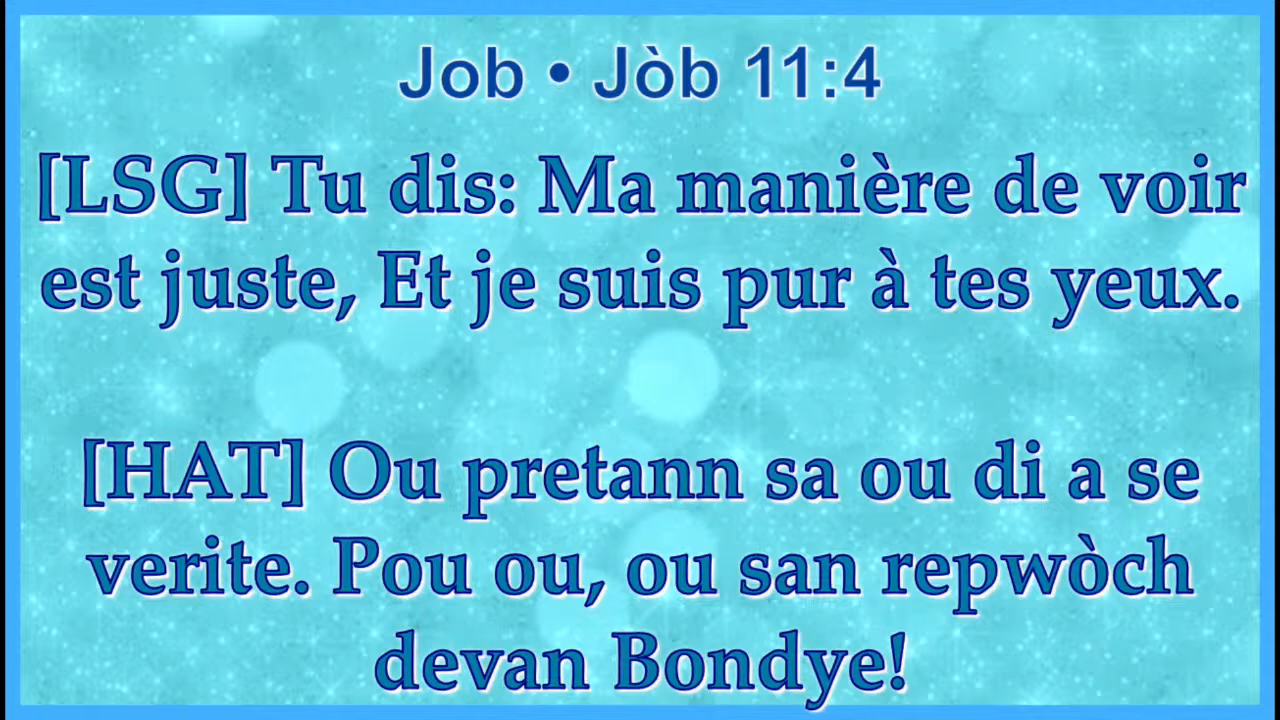 Job • Jòb 11:4
[LSG] Tu dis: Ma manière de voir
est juste, Et je suis pur à tes yeux.
[HAT] Ou pretann sa ou di a se
verite. Pou ou, ou san repwòch
devan Bondye!